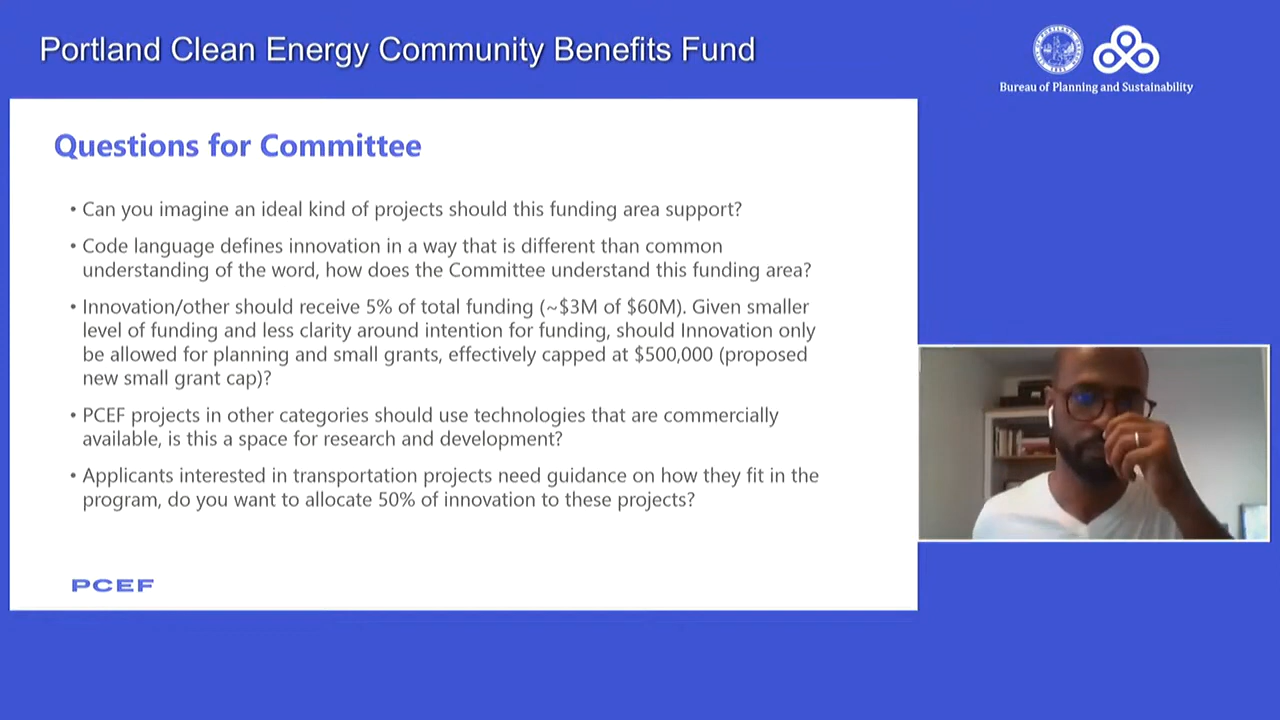 Portland Clean Energy Community Benefits Fund
Bureau of Planning and Sustainability
Questions for Committee
• Can you imagine an ideal kind of projects should this funding area support?
• Code language defines innovation in a way that is different than common
understanding of the word, how does the Committee understand this funding area?
• Innovation/other should receive 5% of total funding (~$3M of $60M). Given smaller
level of funding and less clarity around intention for funding, should Innovation only
be allowed for planning and small grants, effectively capped at $500,000 (proposed
new small grant cap)?
• PCEF projects in other categories should use technologies that are commercially
available, is this a space for research and development?
• Applicants interested in transportation projects need guidance on how they fit in the
program, do you want to allocate 50% of innovation to these projects?
PCEF